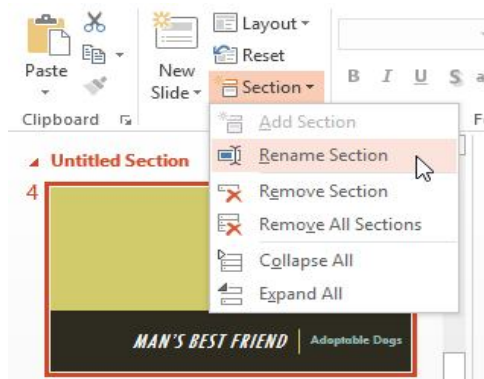 Paste
New
Slide
Layout
Reset
Section
B I U S
Clipboard
Add Section
Rename Section
Remove Section
Remove All Sections
Collapse All
Expand All
Untitled Section
4
MAN'S BEST FRIEND
Adoptable Dogs